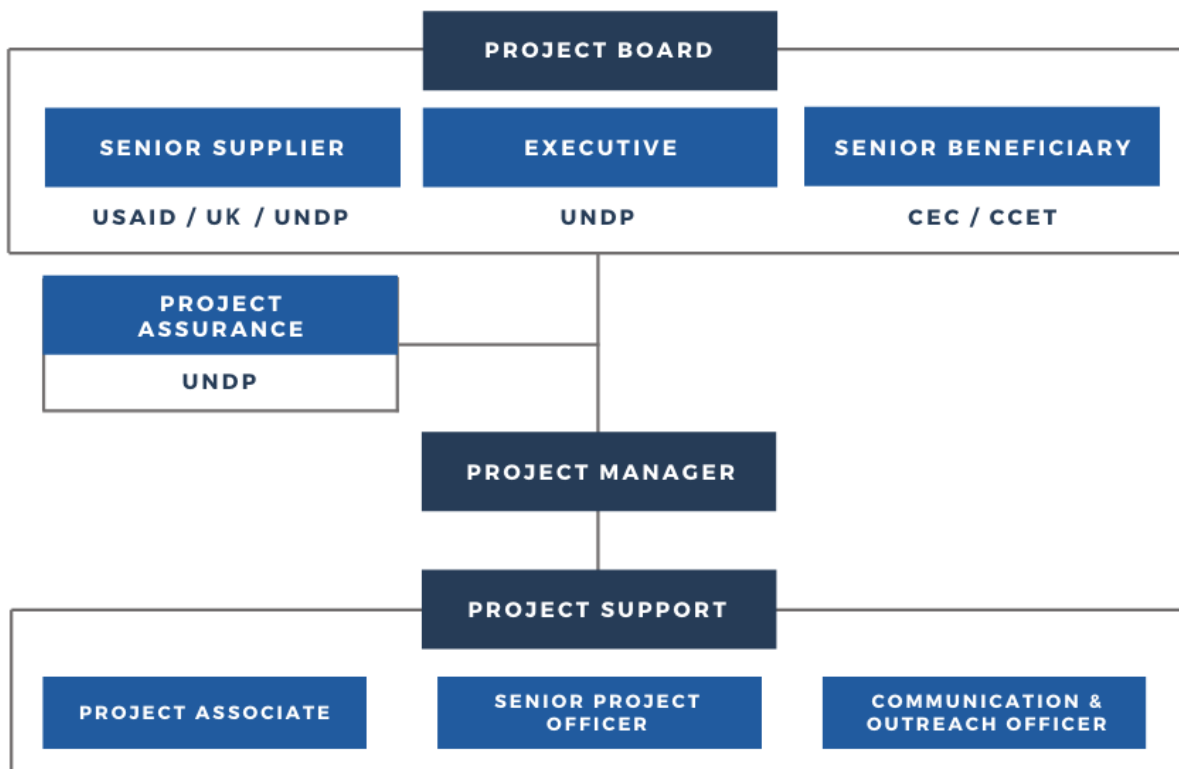 PROJECT BOARD
SENIOR SUPPLIER
EXECUTIVE
SENIOR BENEFICIARY
USAID / UK / UNDP
UNDP
CEC / CCET
PROJECT
ASSURANCE
UNDP
PROJECT MANAGER
PROJECT SUPPORT
PROJECT ASSOCIATE
SENIOR PROJECT
OFFICER
COMMUNICATION &
OUTREACH OFFICER